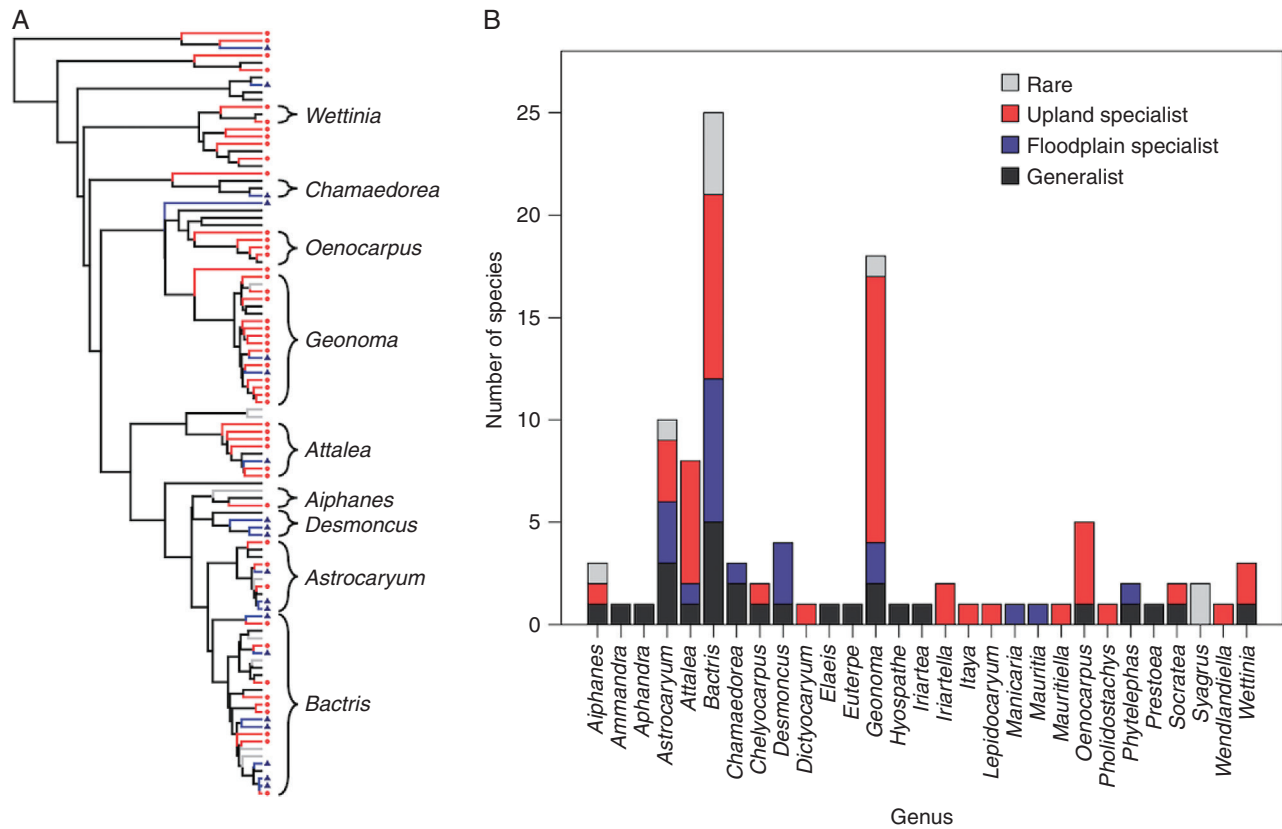 A
Wettinia
Chamaedorea
Oenocarpus
Geonoma
Attalea
Aiphanes
Desmoncus
Astrocaryum
Bactris
B
Rare
Upland specialist
Floodplain specialist
Generalist
Number of species
25
20
15
10
5
0
Aiphanes
Ammandra
Aphandra
Astrocaryum
Attalea
Bactris
Chamaedorea
Chelyocarpus
Desmoncus
Dictyocaryum
Elaeis
Euterpe
Geonoma
Hyospathe
Iriartea
Iriartella
Itaya
Lepidocaryum
Manicaria
Mauritia
Mauritiella
Oenocarpus
Pholidostachys
Phytelephas
Prestoea
Socratea
Syagrus
Wendlandiella
Wettinia
Genus